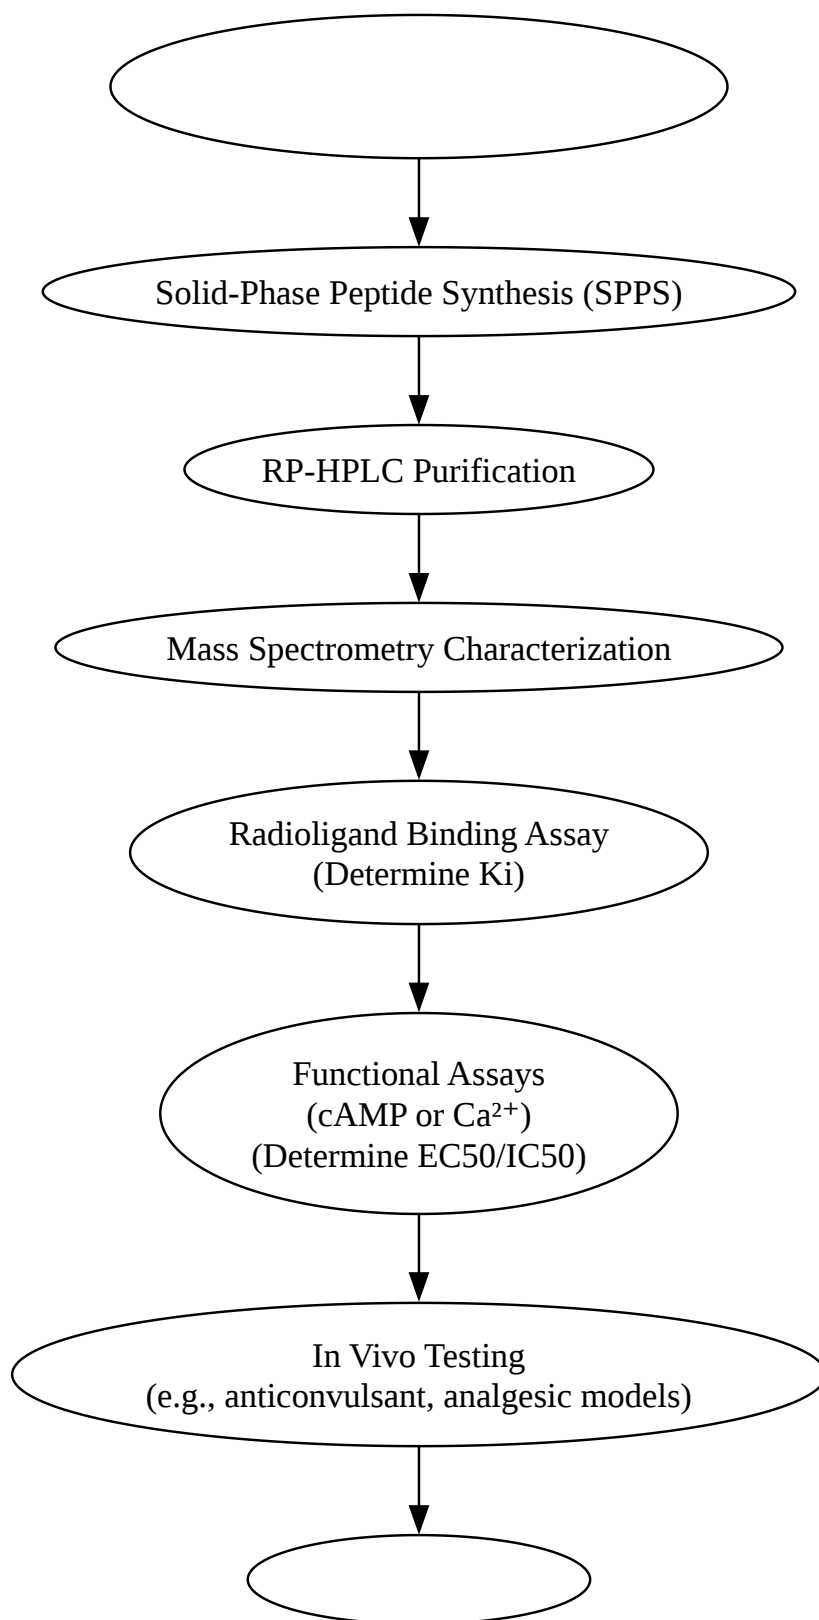 Solid-Phase Peptide Synthesis (SPPS)
RP-HPLC Purification
Mass Spectrometry Characterization
Radioligand Binding Assay
(Determine Ki)
Functional Assays
(cAMP or Ca²⁺)
(Determine EC50/IC50)
In Vivo Testing
(e.g., anticonvulsant, analgesic models)